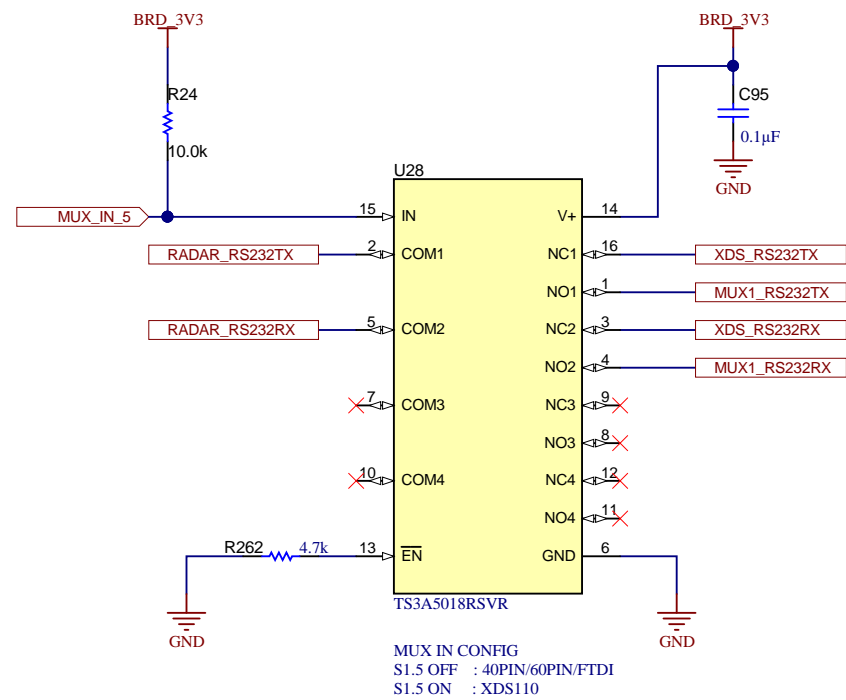 BRD_3V3
BRD_3V3
R24
C95
10.0k
0.1µF
GND
U28
MUX_IN_5
15
IN
V+
14
RADAR_RS232TX
2
COM1
NC1
16
XDS_RS232TX
NO1
1
MUX1_RS232TX
RADAR_RS232RX
5
COM2
NC2
3
XDS_RS232RX
NO2
4
MUX1_RS232RX
7
COM3
NC3
9
NO3
8
10
COM4
NC4
12
NO4
11
R262
4.7k
13
EN
GND
6
TS3A5018RSVR
GND
GND
MUX IN CONFIG
S1.5 OFF : 40PIN/60PIN/FTDI
S1.5 ON : XDS110